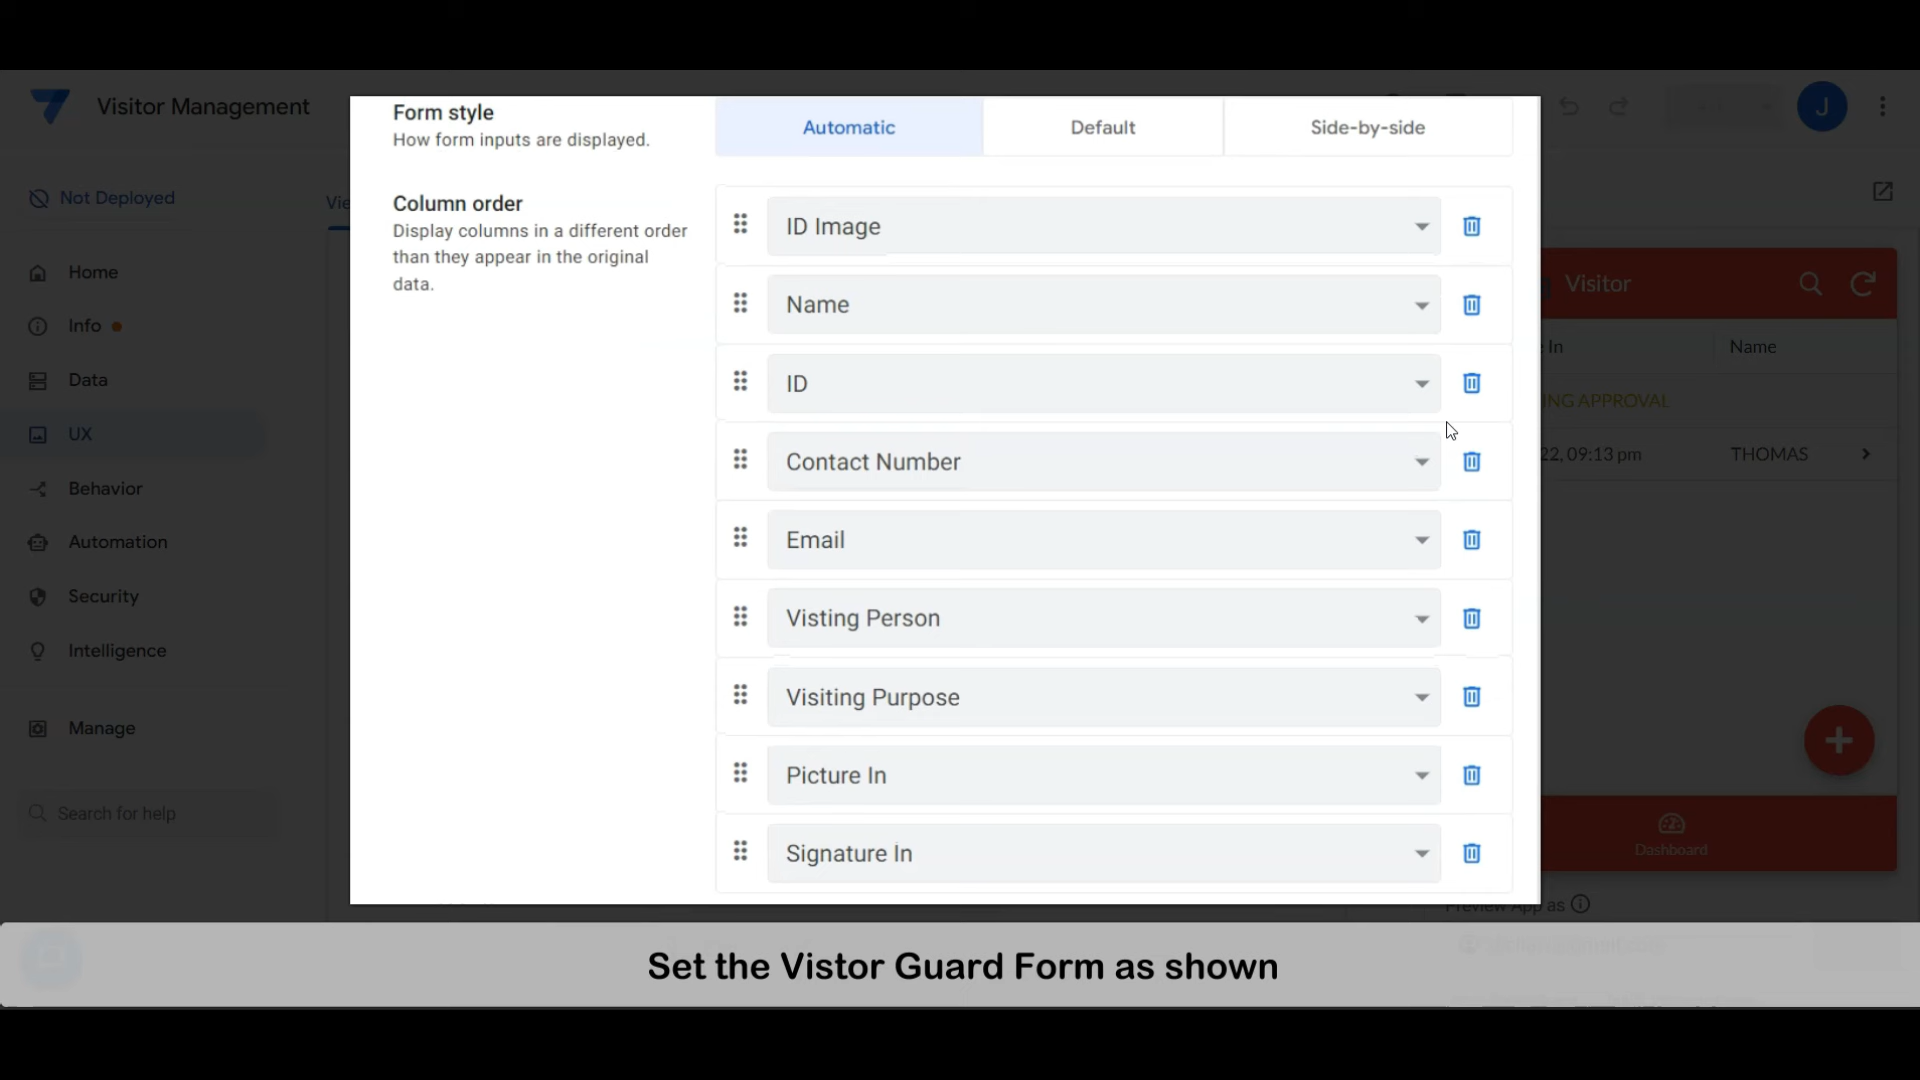 Visitor Management
J
Not Deployed
Vie
Home
Info
Data
UX
Behavior
Automation
Security
Intelligence
Manage
Search for help
Form style
How form inputs are displayed.
Automatic
Default
Side-by-side
Column order
Display columns in a different order
than they appear in the original
data.
ID Image
Name
ID
Contact Number
Email
Visting Person
Visiting Purpose
Picture In
Signature In
Visitor
In
Name
ING APPROVAL
22, 09:13 pm
THOMAS
Dashboard
Preview App as
Set the Vistor Guard Form as shown